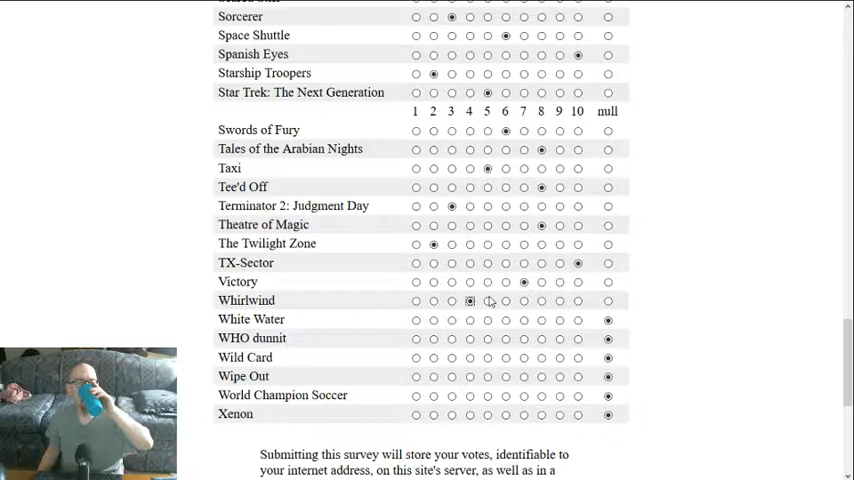 Sorcerer
Space Shuttle
Spanish Eyes
Starship Troopers
Star Trek: The Next Generation
1 2 3 4 5 6 7 8 9 10 null
Swords of Fury
Tales of the Arabian Nights
Taxi
Tee'd Off
Terminator 2: Judgment Day
Theatre of Magic
The Twilight Zone
TX-Sector
Victory
Whirlwind
White Water
WHO dunnit
Wild Card
Wipe Out
World Champion Soccer
Xenon
Submitting this survey will store your votes, identifiable to
your internet address, on this site's server, as well as in a